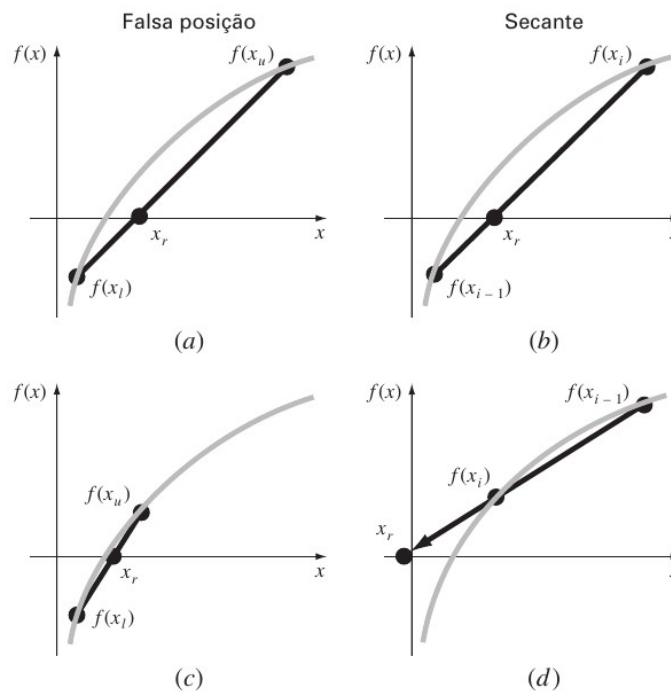 Falsa posição
Secante
f(x)
f(x_u)
x_r
x
f(x_l)
(a)
f(x)
f(x_i)
x_r
f(x_{i – 1})
(b)
f(x)
f(x_u)
x_r
x
f(x_l)
(c)
f(x)
f(x_{i – 1})
f(x_i)
x_r
(d)